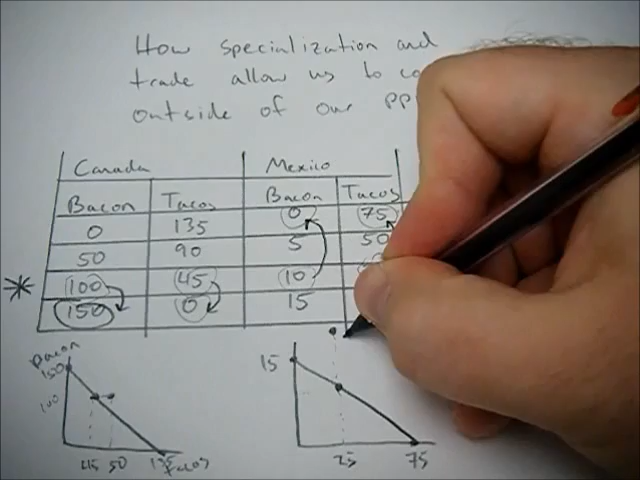 How specialization and
trade allow us to
outside of our
Canada Mexico
Bacon Tacos Bacon Tacos
0 135 0 75
50 90 5 50
* 100 45 10
150 0 15
Bacon
150
100
45 50 135 Tacos
15
25 75